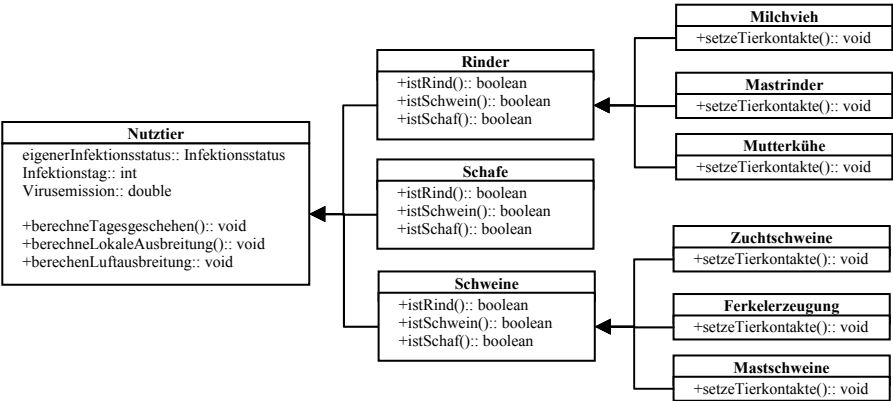 Nutztier
eigenerInfektionsstatus:: Infektionsstatus
Infektionstag:: int
Virusemission:: double
+berechneTagesgeschehen():: void
+berechneLokaleAusbreitung():: void
+berechenLuftausbreitung:: void
Rinder
+istRind():: boolean
+istSchwein():: boolean
+istSchaf():: boolean
Schafe
+istRind():: boolean
+istSchwein():: boolean
+istSchaf():: boolean
Schweine
+istRind():: boolean
+istSchwein():: boolean
+istSchaf():: boolean
Milchvieh
+setzeTierkontakte():: void
Mastrinder
+setzeTierkontakte():: void
Mutterkühe
+setzeTierkontakte():: void
Zuchtschweine
+setzeTierkontakte():: void
Ferkelerzeugung
+setzeTierkontakte():: void
Mastschweine
+setzeTierkontakte():: void